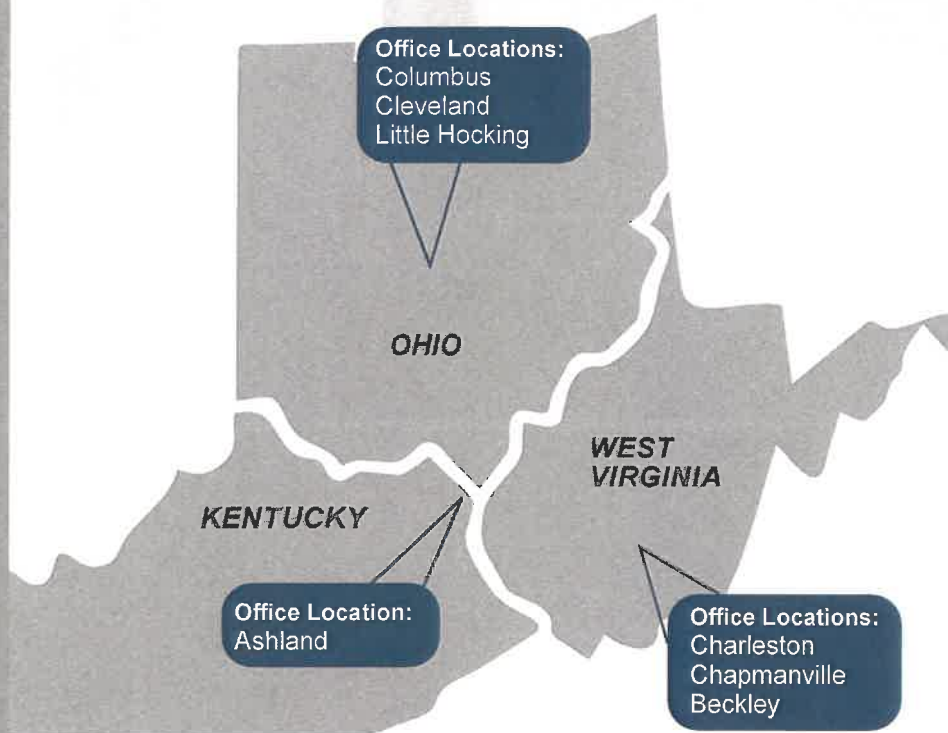 Office Locations:
Columbus
Cleveland
Little Hocking
OHIO
WEST
VIRGINIA
KENTUCKY
Office Location:
Ashland
Office Locations:
Charleston
Chapmanville
Beckley